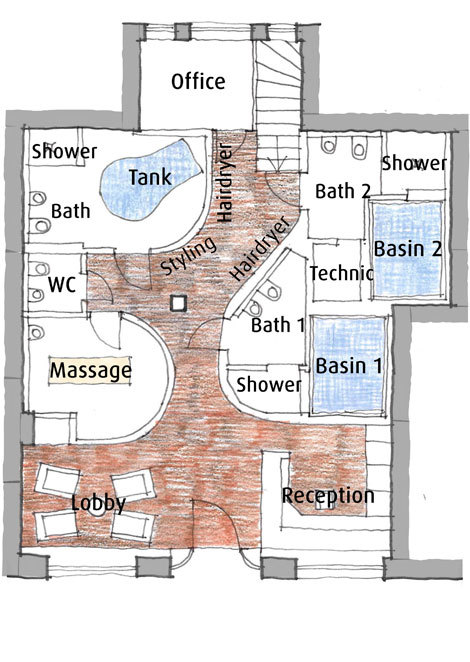 Office
Shower
Tank
Bath
Hairdryer
Shower
Bath 2
Styling
Hairdryer
Basin 2
WC
Technic
Bath 1
Massage
Basin 1
Shower
Lobby
Reception